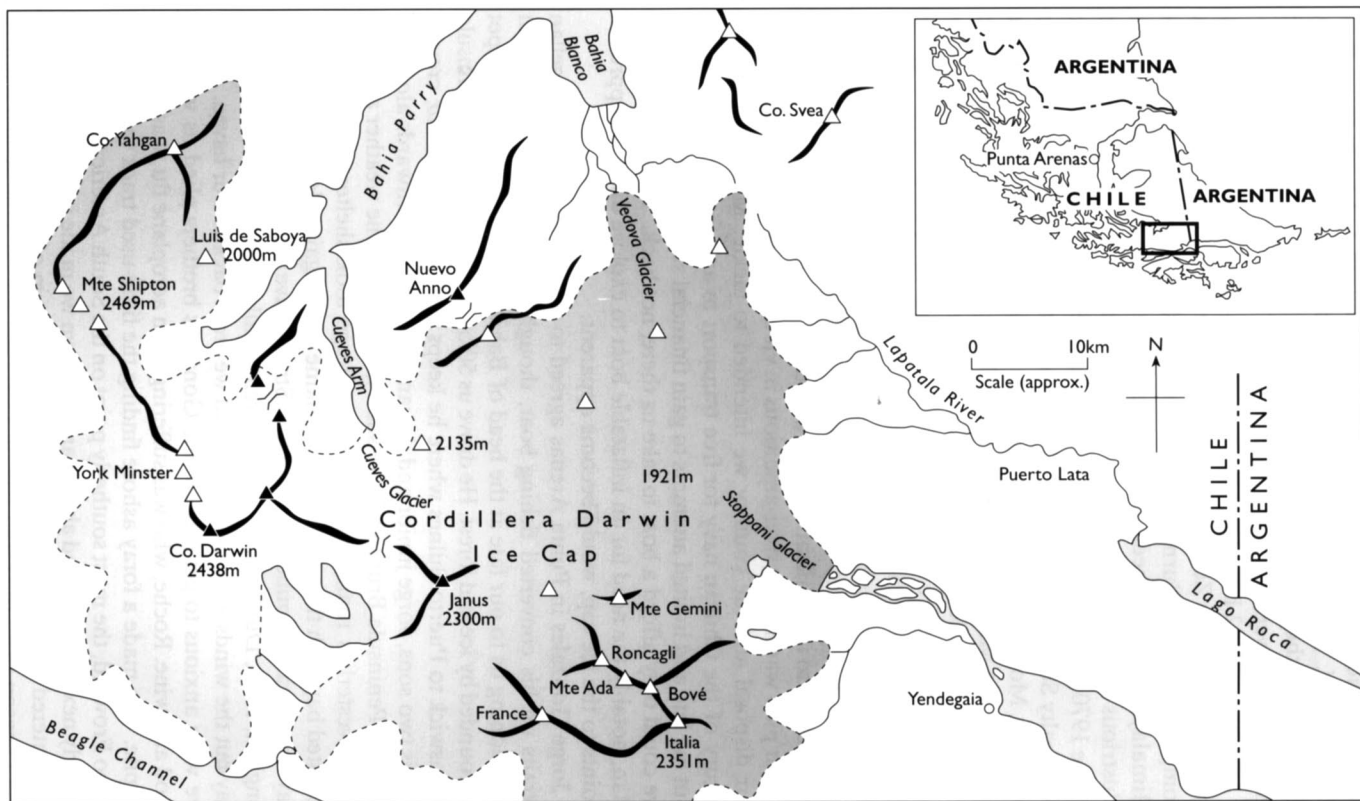 Bahia
Blanco
Bahia Parry
Co. Yahgan
Co. Svea
ARGENTINA
Punta Arenas
ARGENTINA
CHILE
Luis de Saboya
2000m
Vedova Glacier
Nuevo
Anno
Mte Shipton
2469m
Cueves Arm
0 10km
Scale (approx.)
N
Lapatala River
2135m
York Minster
1921m
Puerto Lata
CHILE
ARGENTINA
Cueves Glacier
Stoppani Glacier
Cordillera Darwin
Ice Cap
Co. Darwin
2438m
Janus
2300m
Mte Gemini
Lago Roca
Roncagli
Mte Ada
Bové
Yendegaia
France
Italia
2351m
Beagle Channel